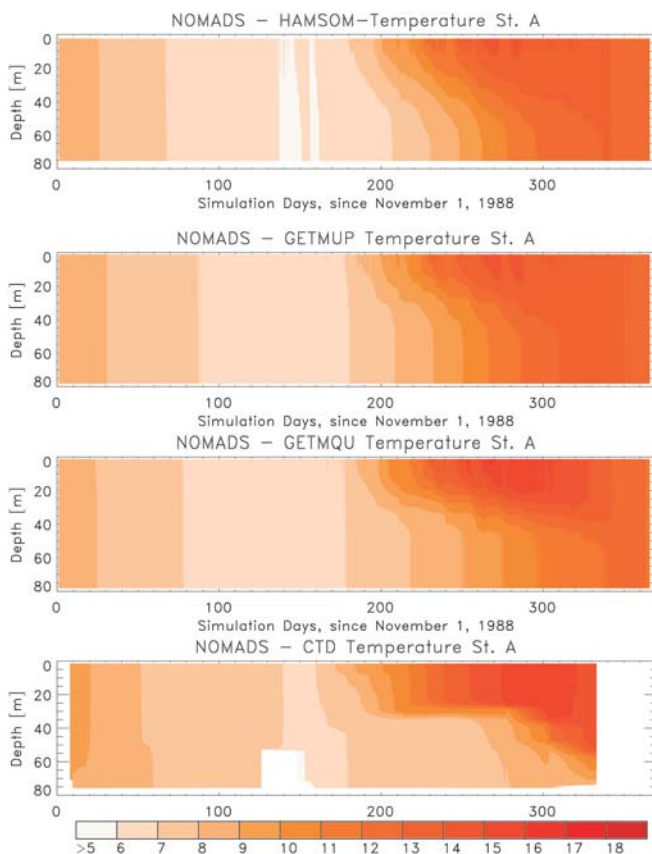 NOMADS - HAMSOM-Temperature St. A
Depth [m]
0
20
40
60
80
0 100 200 300
Simulation Days, since November 1, 1988
NOMADS - GETMUP Temperature St. A
Depth [m]
0
20
40
60
80
0 100 200 300
Simulation Days, since November 1, 1988
NOMADS - GETMQU Temperature St. A
Depth [m]
0
20
40
60
80
0 100 200 300
Simulation Days, since November 1, 1988
NOMADS - CTD Temperature St. A
Depth [m]
0
20
40
60
80
0 100 200 300
>5 6 7 8 9 10 11 12 13 14 15 16 17 18